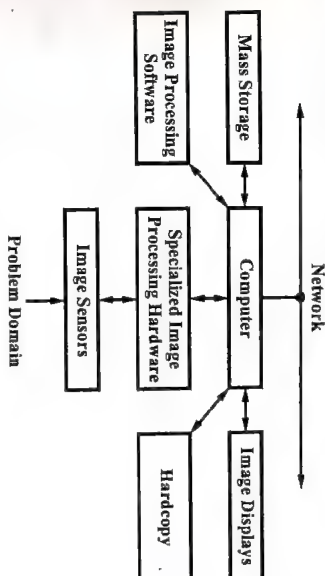 Network
Mass Storage
Computer
Image Displays
Image Processing
Software
Specialized Image
Processing Hardware
Hardcopy
Image Sensors
Problem Domain